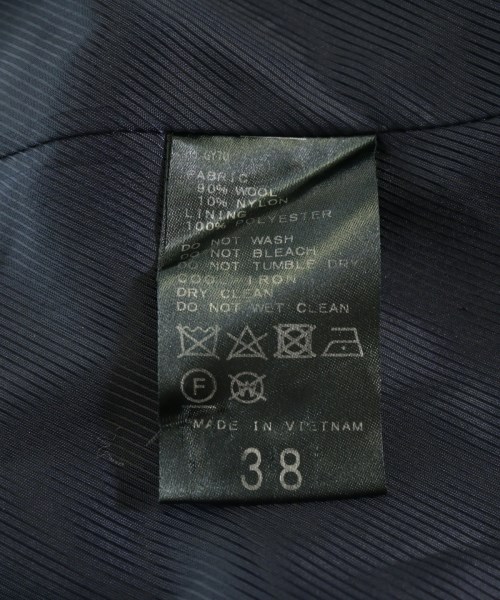 FABRIC
90% WOOL
10% NYLON
LINING
100% POLYESTER
DO NOT WASH
DO NOT BLEACH
DO NOT TUMBLE DRY
COOL IRON
DRY CLEAN
DO NOT WET CLEAN
F
W
MADE IN VIETNAM
38